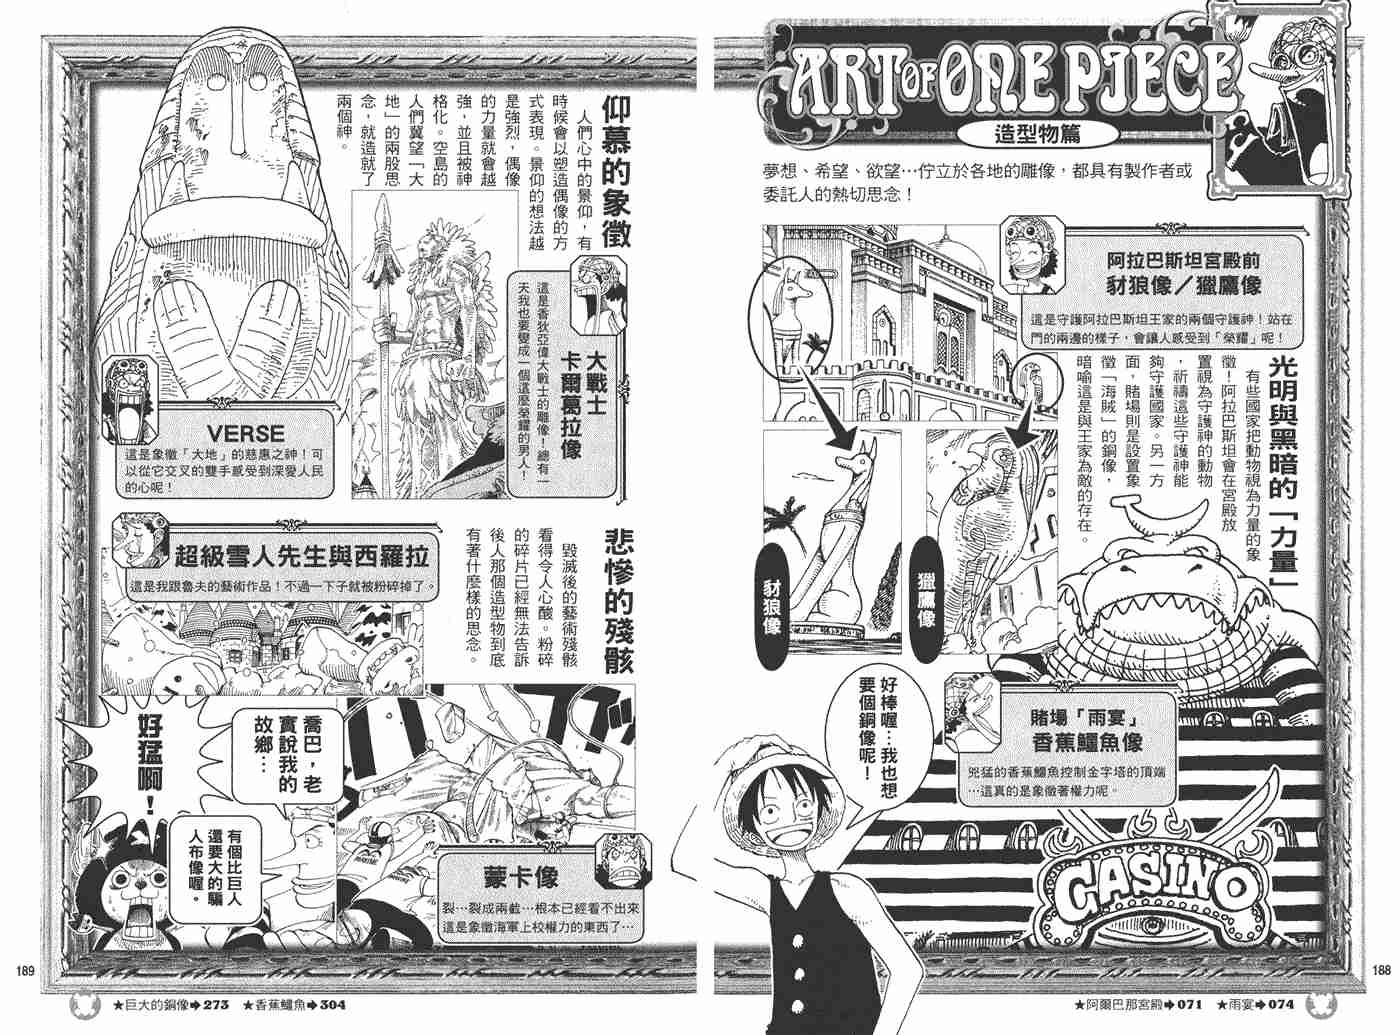 ART OF ONE PIECE
造型物篇
夢想、希望、欲望…佇立於各地的雕像，都具有製作者或
委託人的熱切思念！
阿拉巴斯坦宮殿前
豺狼像／獵鷹像
這是守護阿拉巴斯坦王家的兩個守護神！站在
門的兩邊的樣子，會讓人感受到「榮耀」呢！
光明與黑暗的「力量」
有些國家把動物視為力量的象
徵！阿拉巴斯坦會在宮殿放
置視為守護神的動物
，祈禱這些守護神能
夠守護國家。另一方
面，賭場則是設置象
徵「海賊」的銅像，
暗喻這是與王家為敵的存在。
豺狼像
獵鷹像
賭場「雨宴」
香蕉鱷魚像
兇猛的香蕉鱷魚控制金字塔的頂端
…這真的是象徵著權力呢。
好棒喔…我也想
要個銅像呢！
CASINO
188
★阿爾巴那宮殿➡071 ★雨宴➡074
仰慕的象徵
人們心中的景仰，有
時候會以塑造偶像的方
式表現。景仰的想法越
是強烈，偶像
的力量就會越
強，並且被神
格化。空島的
人們冀望「大
地」的兩股思
念，就造就了
兩個神。
大戰士
卡爾葛拉像
這是香狄亞偉大戰士的雕像！總有一
天我也要變成一個這麼榮耀的男人！
VERSE
這是象徵「大地」的慈惠之神！可
以從它交叉的雙手感受到深愛人民
的心呢！
悲慘的殘骸
毀滅後的藝術殘骸
看得令人心酸。粉碎
的碎片已經無法告訴
後人那個造型物到底
有著什麼樣的思念。
超級雪人先生與西羅拉
這是我跟魯夫的藝術作品！不過一下子就被粉碎掉了。
蒙卡像
裂…裂成兩截…根本已經看不出來
這是象徵海軍上校權力的東西了…
MARINE
喬巴，老
實說我的
故鄉…
好猛啊！
有個比巨人
還要大的騙
人布像喔。
189
★巨大的銅像➡273 ★香蕉鱷魚➡304